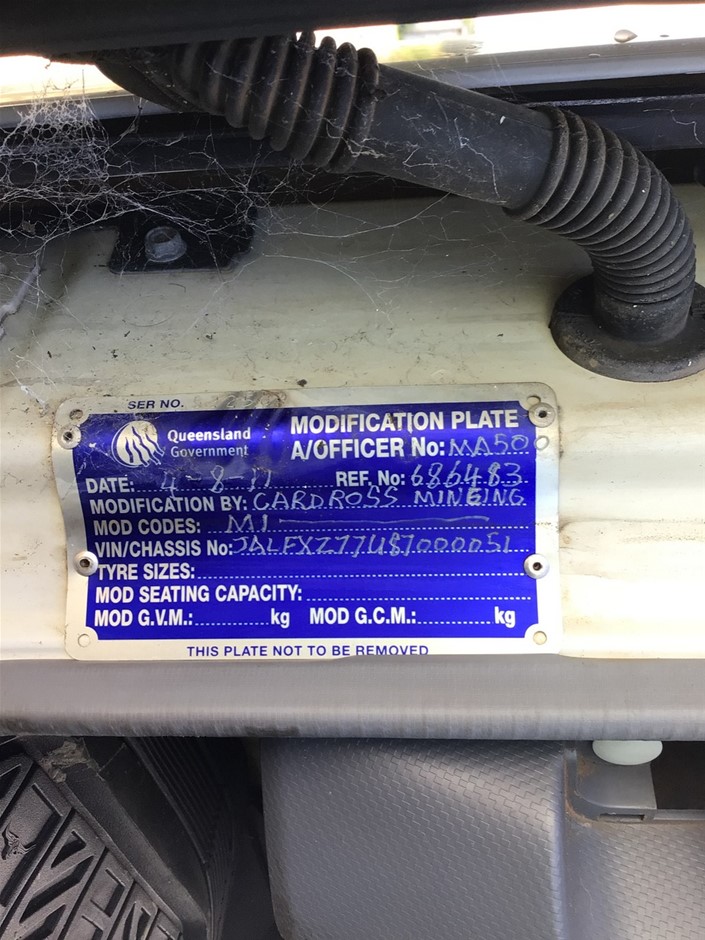 SER NO.
Queensland Government
MODIFICATION PLATE
A/OFFICER No: MA500
DATE: 4-8-11 REF. No: 686483
MODIFICATION BY: CARDROSS MINEING
MOD CODES: M1
VIN/CHASSIS No: JALFXZ77U87000051
TYRE SIZES:
MOD SEATING CAPACITY:
MOD G.V.M.: kg MOD G.C.M.: kg
THIS PLATE NOT TO BE REMOVED